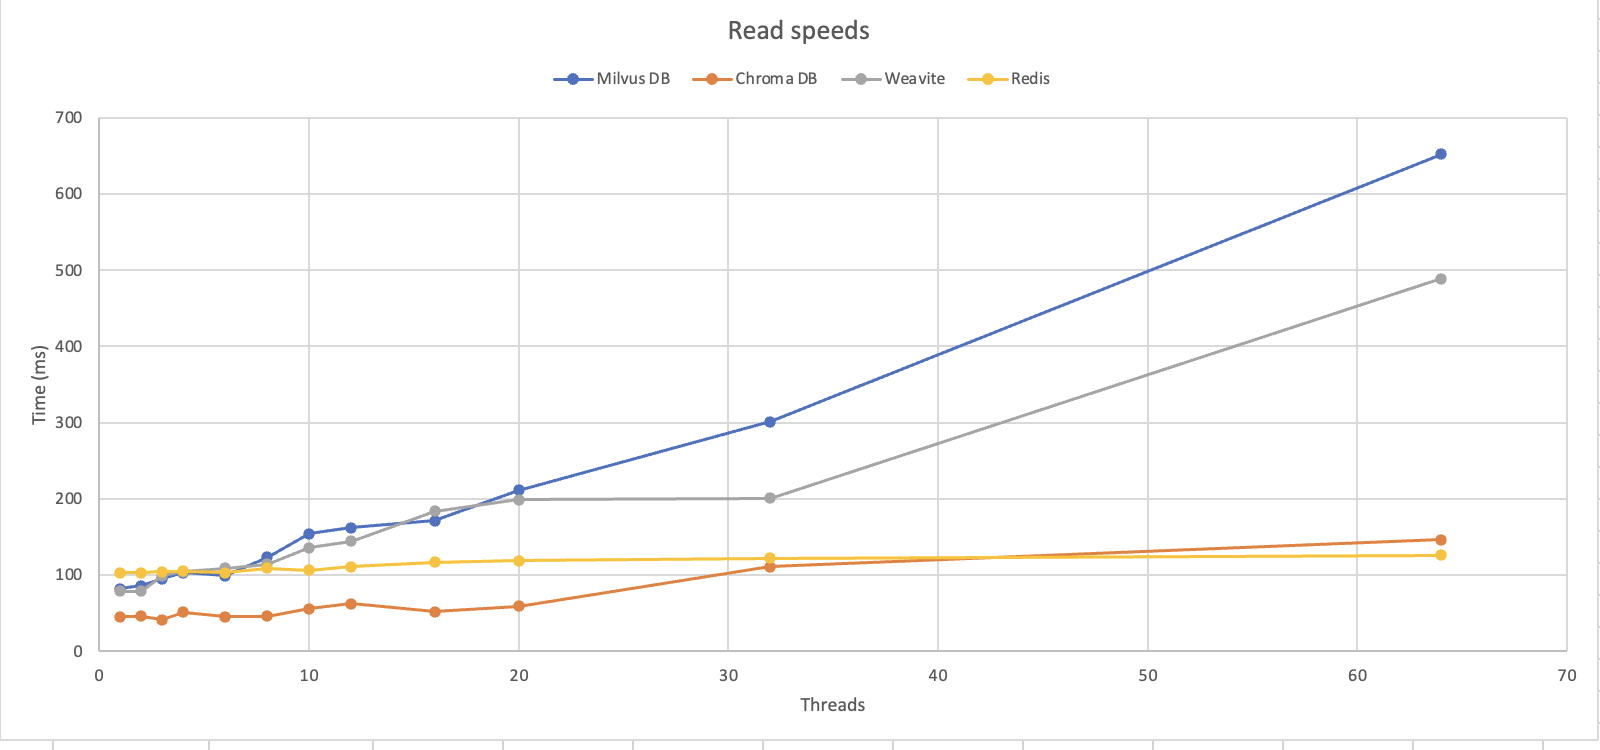 Read speeds
Milvus DB Chroma DB Weavite Redis
700
600
500
400
300
200
100
0
Time (ms)
0 10 20 30 40 50 60 70
Threads